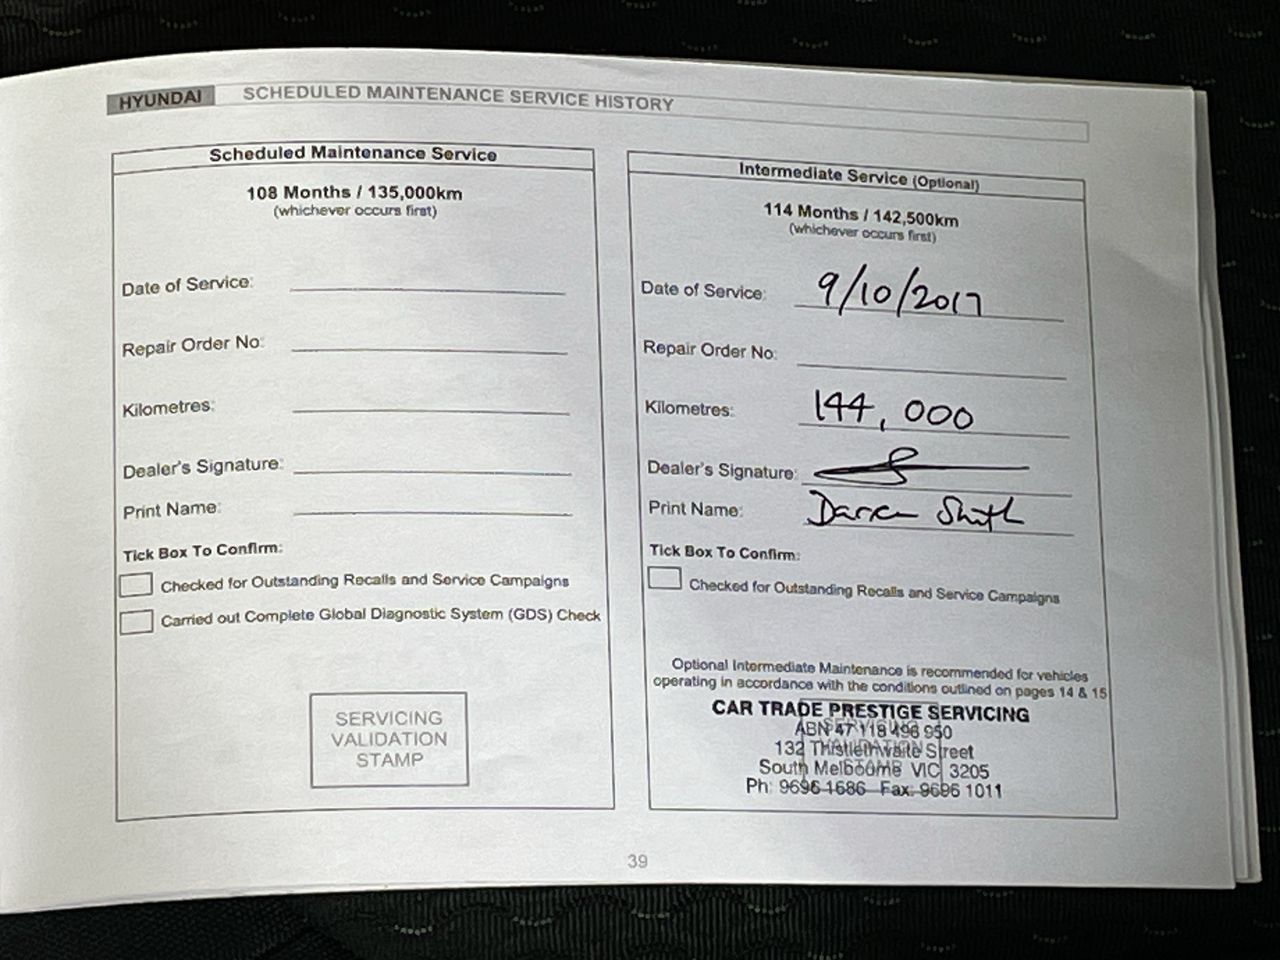 HYUNDAI SCHEDULED MAINTENANCE SERVICE HISTORY
Scheduled Maintenance Service
108 Months / 135,000km
(whichever occurs first)
Date of Service:
Repair Order No:
Kilometres:
Dealer's Signature:
Print Name:
Tick Box To Confirm:
Checked for Outstanding Recalls and Service Campaigns
Carried out Complete Global Diagnostic System (GDS) Check
SERVICING
VALIDATION
STAMP
Intermediate Service (Optional)
114 Months / 142,500km
(whichever occurs first)
Date of Service: 9/10/2017
Repair Order No:
Kilometres: 144,000
Dealer's Signature:
Print Name: Darren Smith
Tick Box To Confirm:
Checked for Outstanding Recalls and Service Campaigns
Optional Intermediate Maintenance is recommended for vehicles
operating in accordance with the conditions outlined on pages 14 & 15
CAR TRADE PRESTIGE SERVICING
ABN 47 118 496 950
132 Thistlethwaite Street
South Melbourne VIC 3205
Ph: 9696 1686 Fax: 9696 1011
SERVICING
VALIDATION
STAMP
39